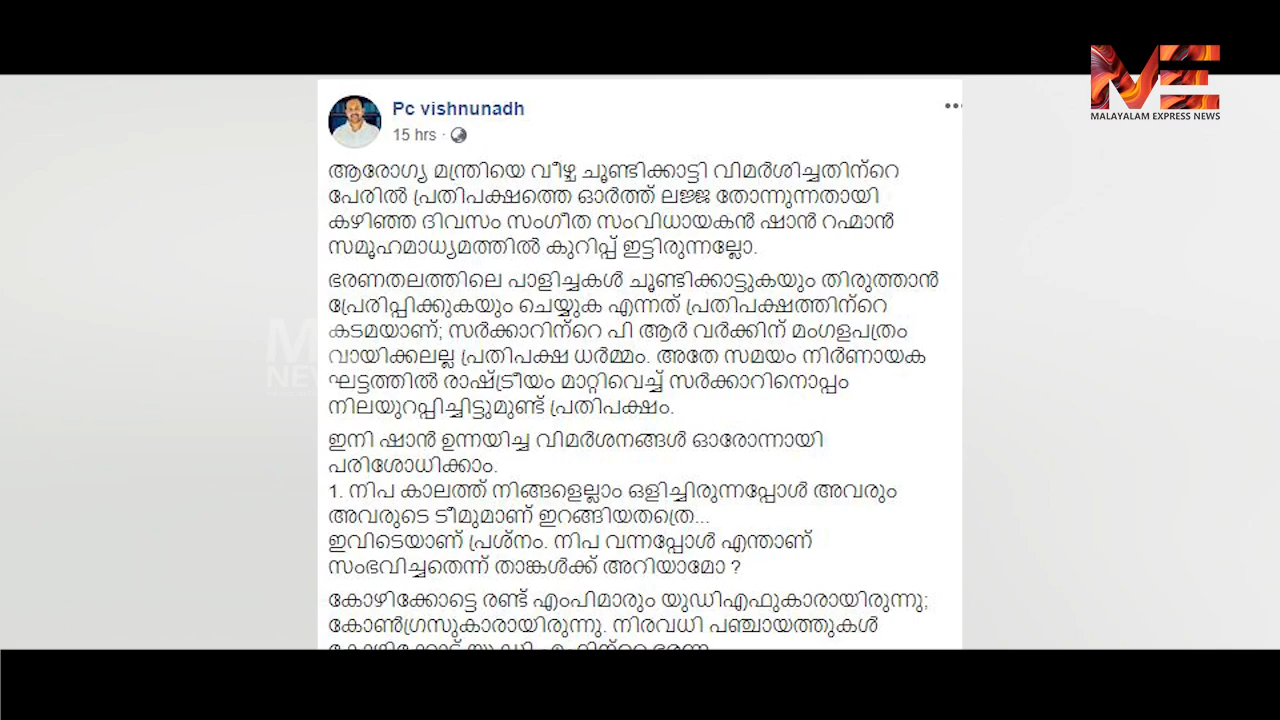 ME
MALAYALAM EXPRESS NEWS
Pc vishnunadh
15 hrs ·
ആരോഗ്യ മന്ത്രിയെ വീഴ്ച ചൂണ്ടിക്കാട്ടി വിമർശിച്ചതിന്റെ
പേരിൽ പ്രതിപക്ഷത്തെ ഓർത്ത് ലജ്ജ തോന്നുന്നതായി
കഴിഞ്ഞ ദിവസം സംഗീത സംവിധായകൻ ഷാൻ റഹ്മാൻ
സമൂഹമാധ്യമത്തിൽ കുറിപ്പ് ഇട്ടിരുന്നല്ലോ.
ഭരണതലത്തിലെ പാളിച്ചകൾ ചൂണ്ടിക്കാട്ടുകയും തിരുത്താൻ
പ്രേരിപ്പിക്കുകയും ചെയ്യുക എന്നത് പ്രതിപക്ഷത്തിന്റെ
കടമയാണ്; സർക്കാറിന്റെ പി ആർ വർക്കിന് മംഗളപത്രം
വായിക്കലല്ല പ്രതിപക്ഷ ധർമ്മം. അതേ സമയം നിർണായക
ഘട്ടത്തിൽ രാഷ്ട്രീയം മാറ്റിവെച്ച് സർക്കാറിനൊപ്പം
നിലയുറപ്പിച്ചിട്ടുമുണ്ട് പ്രതിപക്ഷം.
ഇനി ഷാൻ ഉന്നയിച്ച വിമർശനങ്ങൾ ഓരോന്നായി
പരിശോധിക്കാം.
1. നിപ കാലത്ത് നിങ്ങളെല്ലാം ഒളിച്ചിരുന്നപ്പോൾ അവരും
അവരുടെ ടീമുമാണ് ഇറങ്ങിയതത്രെ...
ഇവിടെയാണ് പ്രശ്നം. നിപ വന്നപ്പോൾ എന്താണ്
സംഭവിച്ചതെന്ന് താങ്കൾക്ക് അറിയാമോ ?
കോഴിക്കോട്ടെ രണ്ട് എംപിമാരും യുഡിഎഫുകാരായിരുന്നു;
കോൺഗ്രസുകാരായിരുന്നു. നിരവധി പഞ്ചായത്തുകൾ